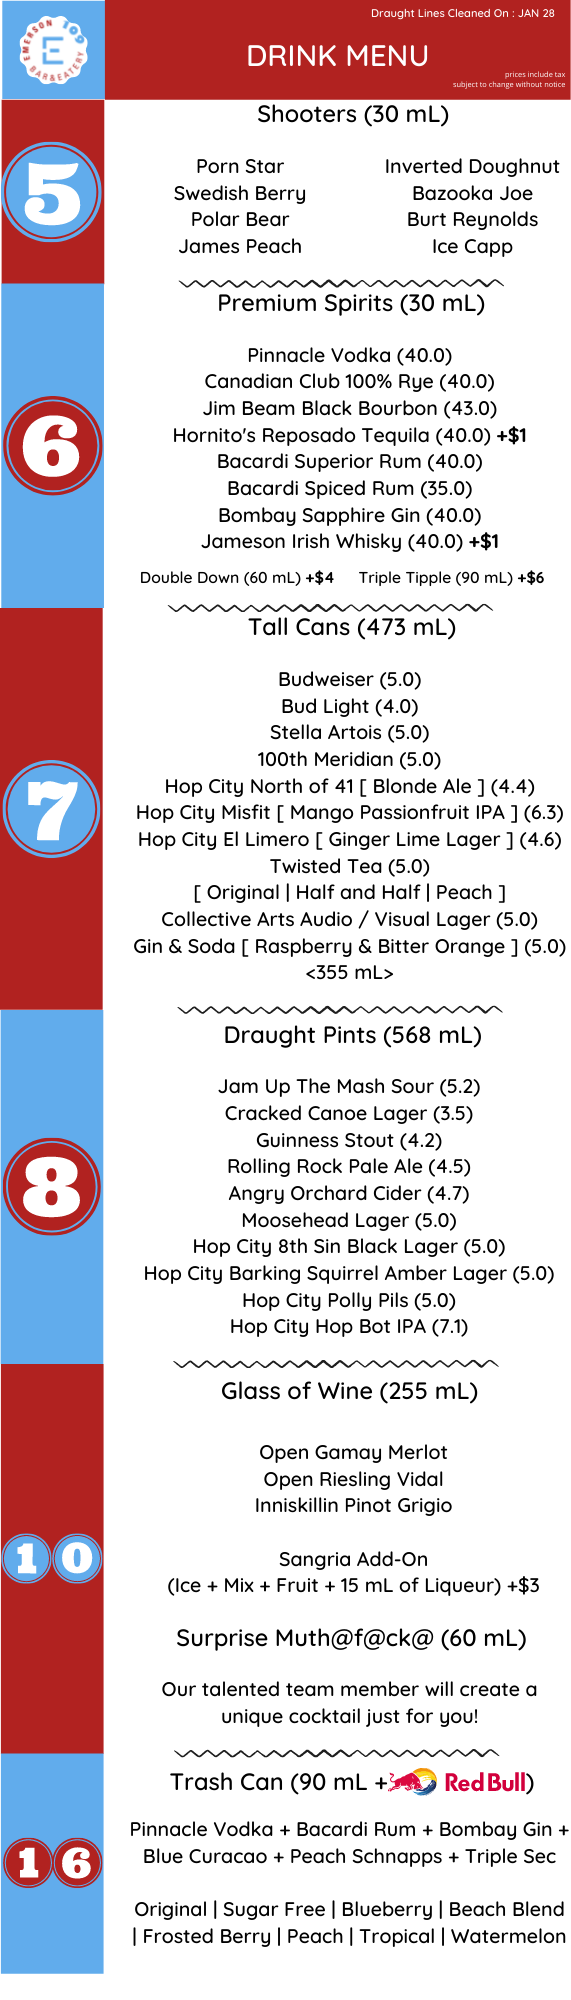 Draught Lines Cleaned On : JAN 28
EMERSON 109
E
BAR&EATERY
DRINK MENU
prices include tax
subject to change without notice
5
Shooters (30 mL)
Porn Star
Inverted Doughnut
Swedish Berry
Bazooka Joe
Polar Bear
Burt Reynolds
James Peach
Ice Capp
6
Premium Spirits (30 mL)
Pinnacle Vodka (40.0)
Canadian Club 100% Rye (40.0)
Jim Beam Black Bourbon (43.0)
Hornito's Reposado Tequila (40.0) +$1
Bacardi Superior Rum (40.0)
Bacardi Spiced Rum (35.0)
Bombay Sapphire Gin (40.0)
Jameson Irish Whisky (40.0) +$1
Double Down (60 mL) +$4 Triple Tipple (90 mL) +$6
7
Tall Cans (473 mL)
Budweiser (5.0)
Bud Light (4.0)
Stella Artois (5.0)
100th Meridian (5.0)
Hop City North of 41 [ Blonde Ale ] (4.4)
Hop City Misfit [ Mango Passionfruit IPA ] (6.3)
Hop City El Limero [ Ginger Lime Lager ] (4.6)
Twisted Tea (5.0)
[ Original | Half and Half | Peach ]
Collective Arts Audio / Visual Lager (5.0)
Gin & Soda [ Raspberry & Bitter Orange ] (5.0)
<355 mL>
8
Draught Pints (568 mL)
Jam Up The Mash Sour (5.2)
Cracked Canoe Lager (3.5)
Guinness Stout (4.2)
Rolling Rock Pale Ale (4.5)
Angry Orchard Cider (4.7)
Moosehead Lager (5.0)
Hop City 8th Sin Black Lager (5.0)
Hop City Barking Squirrel Amber Lager (5.0)
Hop City Polly Pils (5.0)
Hop City Hop Bot IPA (7.1)
10
Glass of Wine (255 mL)
Open Gamay Merlot
Open Riesling Vidal
Inniskillin Pinot Grigio
Sangria Add-On
(Ice + Mix + Fruit + 15 mL of Liqueur) +$3
Surprise Muth@f@ck@ (60 mL)
Our talented team member will create a
unique cocktail just for you!
16
Trash Can (90 mL + Red Bull)
Pinnacle Vodka + Bacardi Rum + Bombay Gin +
Blue Curacao + Peach Schnapps + Triple Sec
Original | Sugar Free | Blueberry | Beach Blend
| Frosted Berry | Peach | Tropical | Watermelon